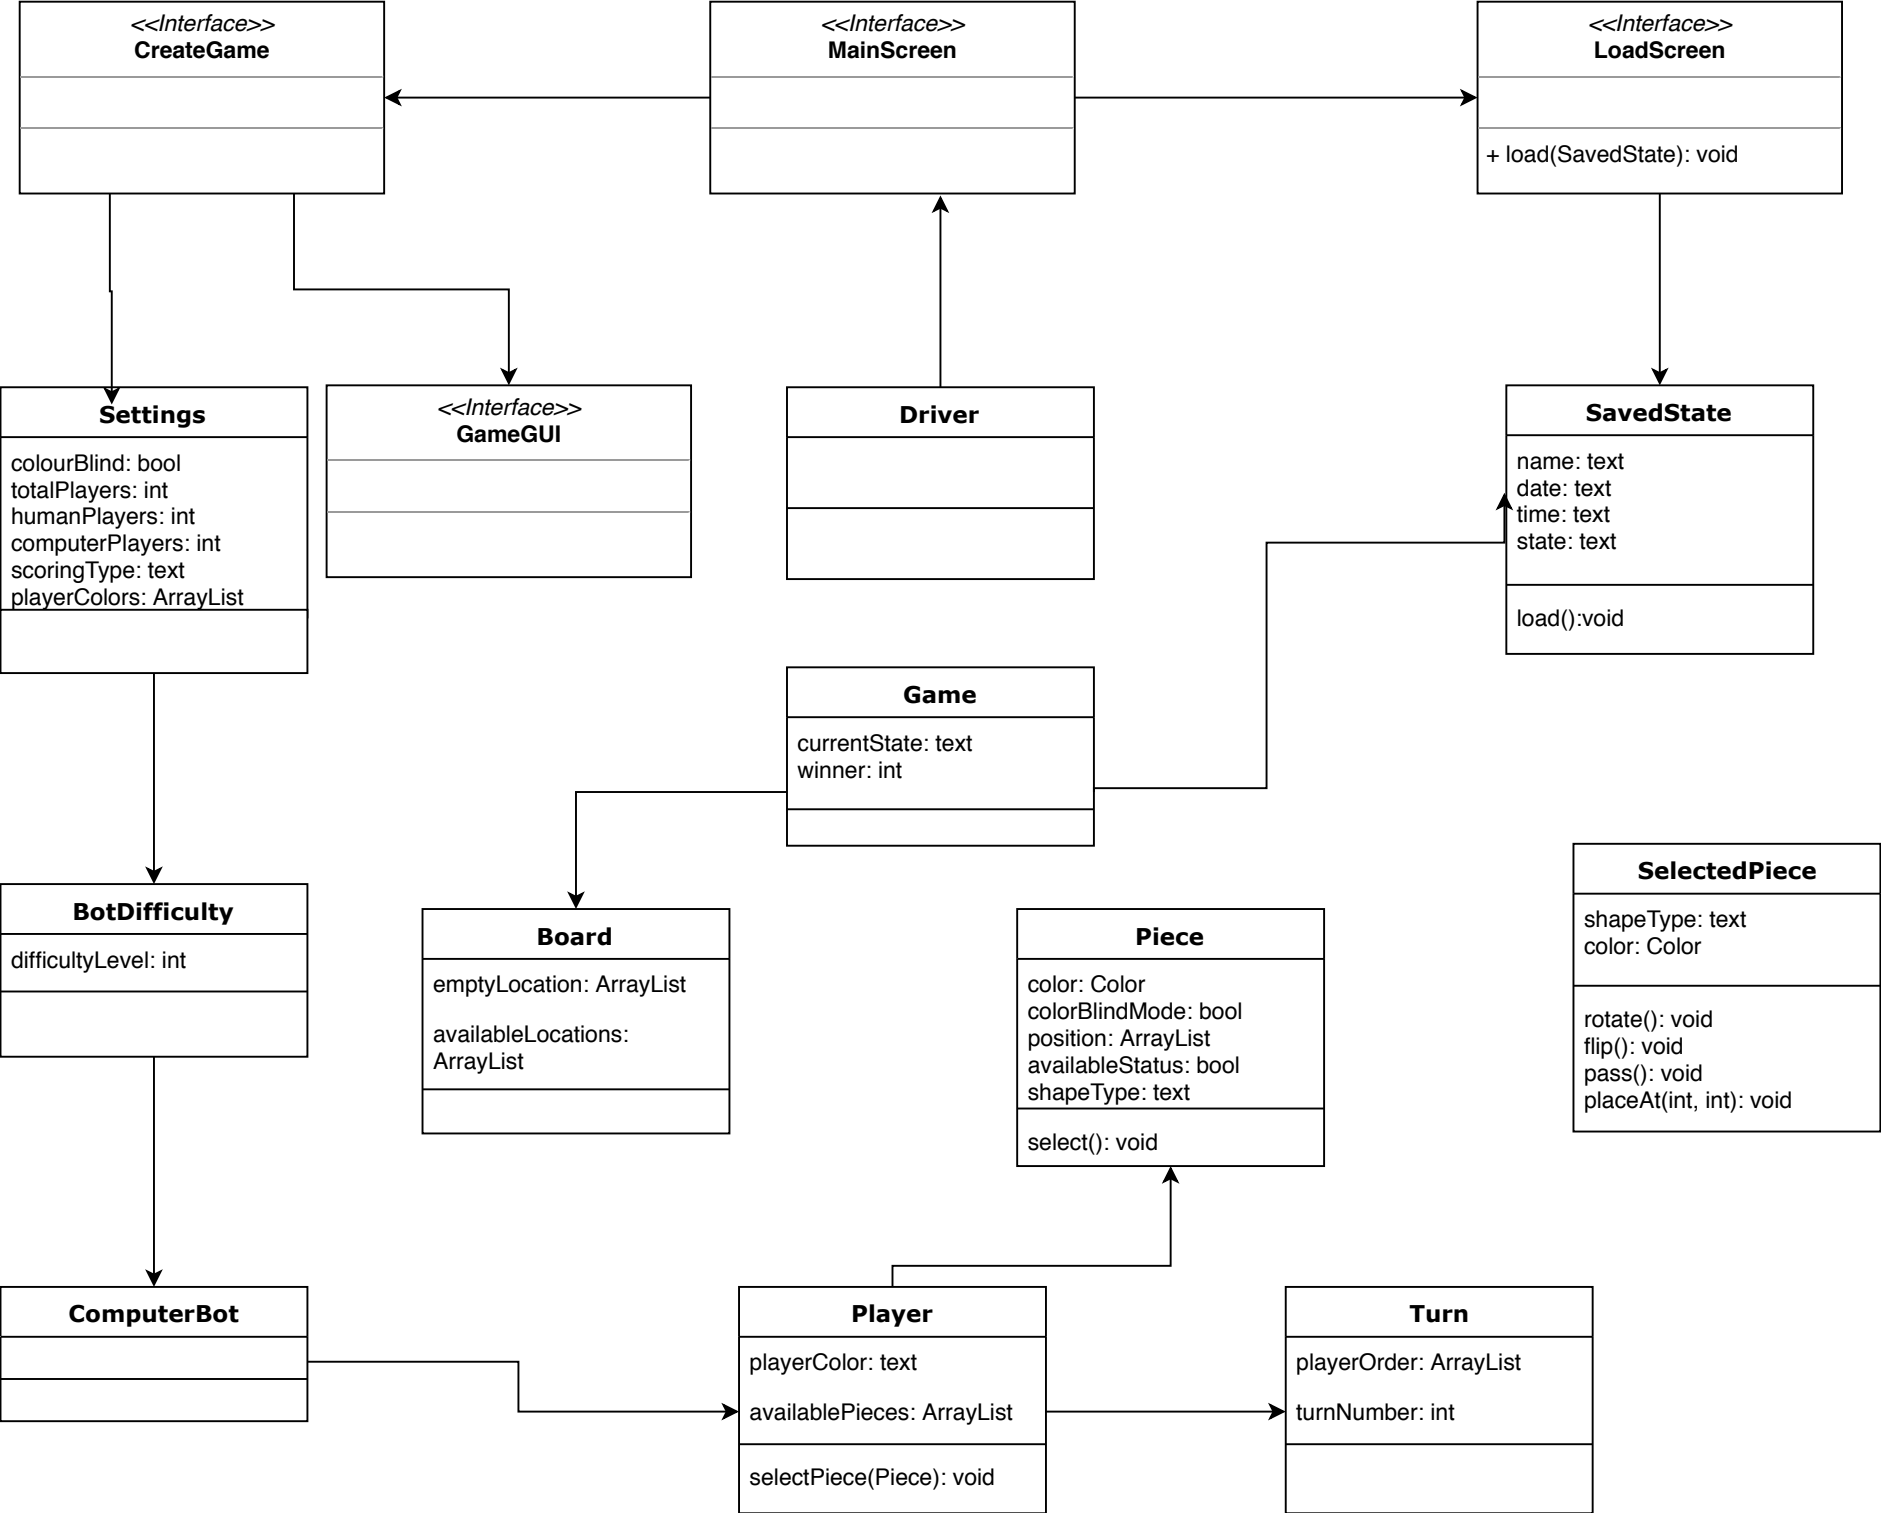 <<Interface>>
CreateGame
<<Interface>>
MainScreen
<<Interface>>
LoadScreen
+ load(SavedState): void
Settings
colourBlind: bool
totalPlayers: int
humanPlayers: int
computerPlayers: int
scoringType: text
playerColors: ArrayList
<<Interface>>
GameGUI
Driver
SavedState
name: text
date: text
time: text
state: text
load():void
Game
currentState: text
winner: int
BotDifficulty
difficultyLevel: int
Board
emptyLocation: ArrayList
availableLocations:
ArrayList
Piece
color: Color
colorBlindMode: bool
position: ArrayList
availableStatus: bool
shapeType: text
select(): void
SelectedPiece
shapeType: text
color: Color
rotate(): void
flip(): void
pass(): void
placeAt(int, int): void
ComputerBot
Player
playerColor: text
availablePieces: ArrayList
selectPiece(Piece): void
Turn
playerOrder: ArrayList
turnNumber: int